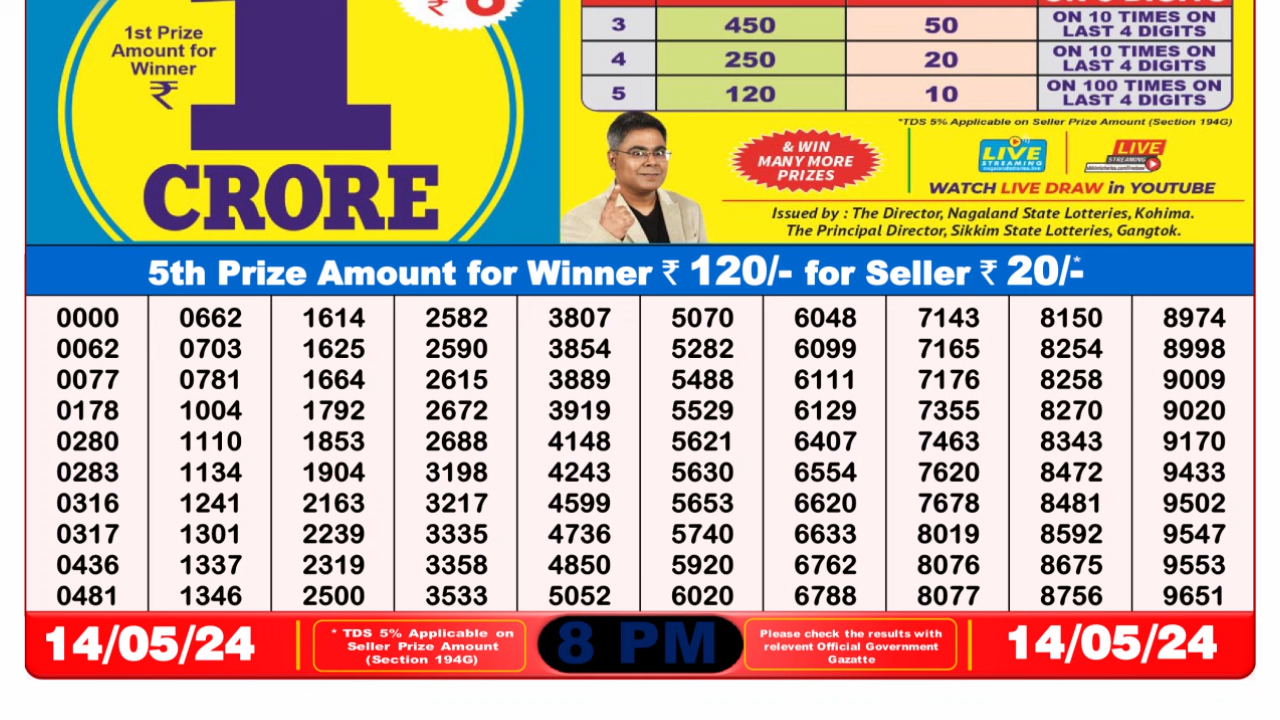 ₹ 6
1st Prize
Amount for
Winner
₹
1
CRORE
3 450 50 ON 10 TIMES ON LAST 4 DIGITS
4 250 20 ON 10 TIMES ON LAST 4 DIGITS
5 120 10 ON 100 TIMES ON LAST 4 DIGITS
*TDS 5% Applicable on Seller Prize Amount (Section 194G)
& WIN
MANY MORE
PRIZES
LIVE
STREAMING
LIVE
STREAMING
WATCH LIVE DRAW in YOUTUBE
Issued by : The Director, Nagaland State Lotteries, Kohima.
The Principal Director, Sikkim State Lotteries, Gangtok.
5th Prize Amount for Winner ₹ 120/- for Seller ₹ 20/-*
0000 0662 1614 2582 3807 5070 6048 7143 8150 8974
0062 0703 1625 2590 3854 5282 6099 7165 8254 8998
0077 0781 1664 2615 3889 5488 6111 7176 8258 9009
0178 1004 1792 2672 3919 5529 6129 7355 8270 9020
0280 1110 1853 2688 4148 5621 6407 7463 8343 9170
0283 1134 1904 3198 4243 5630 6554 7620 8472 9433
0316 1241 2163 3217 4599 5653 6620 7678 8481 9502
0317 1301 2239 3335 4736 5740 6633 8019 8592 9547
0436 1337 2319 3358 4850 5920 6762 8076 8675 9553
0481 1346 2500 3533 5052 6020 6788 8077 8756 9651
14/05/24
* TDS 5% Applicable on
Seller Prize Amount
(Section 194G)
8 PM
Please check the results with
relevent Official Government
Gazatte
14/05/24